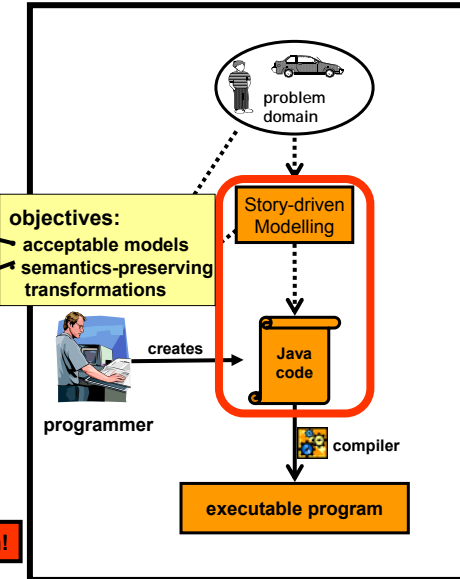 problem
domain
Story-driven
Modelling
objectives:
acceptable models
semantics-preserving
transformations
creates
Java
code
programmer
compiler
executable program